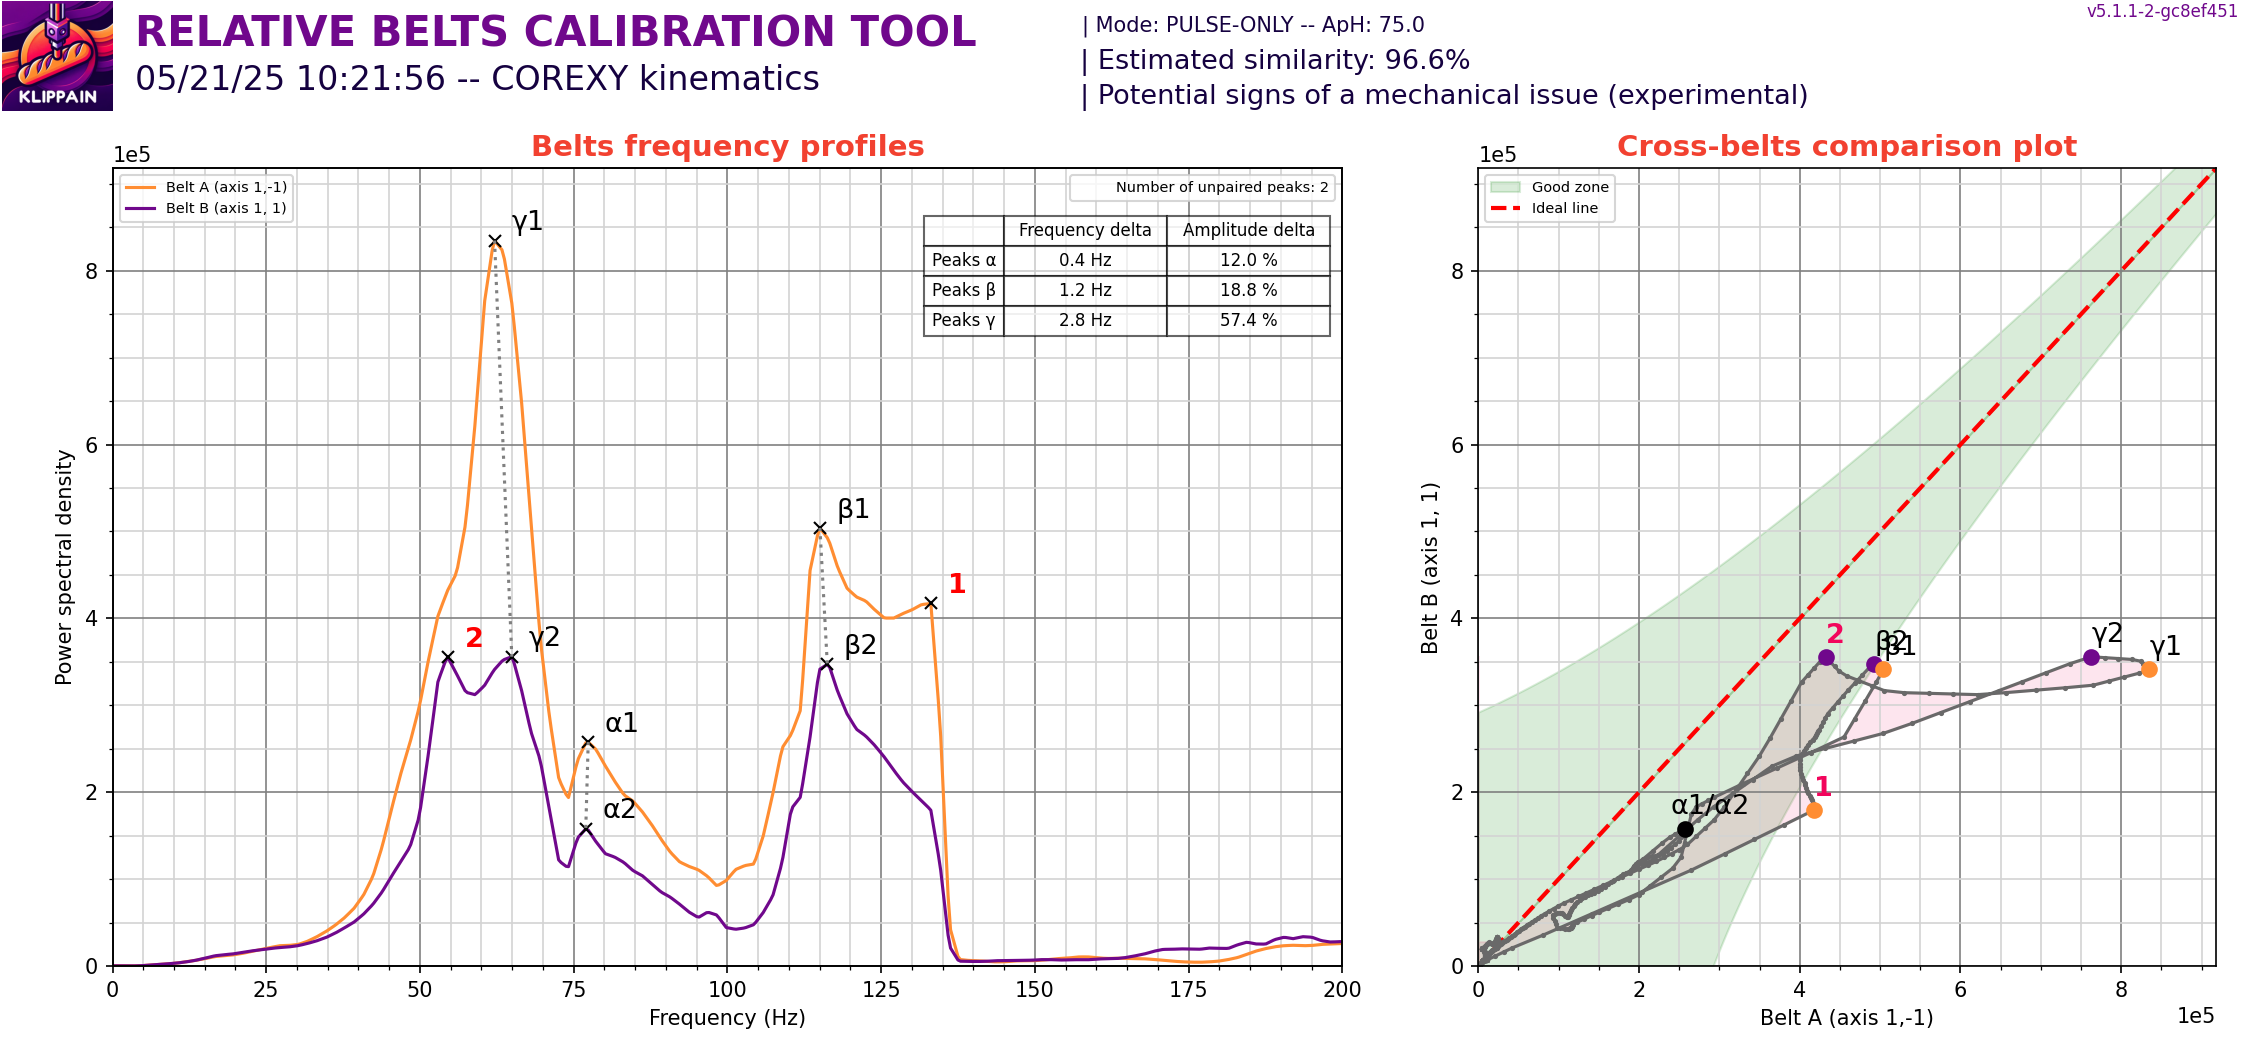 KLIPPAIN
RELATIVE BELTS CALIBRATION TOOL
05/21/25 10:21:56 -- COREXY kinematics
| Mode: PULSE-ONLY -- ApH: 75.0
| Estimated similarity: 96.6%
| Potential signs of a mechanical issue (experimental)
v5.1.1-2-gc8ef451
Belts frequency profiles
1e5
Belt A (axis 1,-1)
Belt B (axis 1, 1)
Number of unpaired peaks: 2
Frequency delta Amplitude delta
Peaks α 0.4 Hz 12.0 %
Peaks β 1.2 Hz 18.8 %
Peaks γ 2.8 Hz 57.4 %
γ1
β1
1
2
γ2
β2
α1
α2
8
6
4
2
0
Power spectral density
0 25 50 75 100 125 150 175 200
Frequency (Hz)
Cross-belts comparison plot
1e5
Good zone
Ideal line
2
β2
β1
γ2
γ1
1
α1/α2
8
6
4
2
0
Belt B (axis 1, 1)
0 2 4 6 8
Belt A (axis 1,-1)
1e5